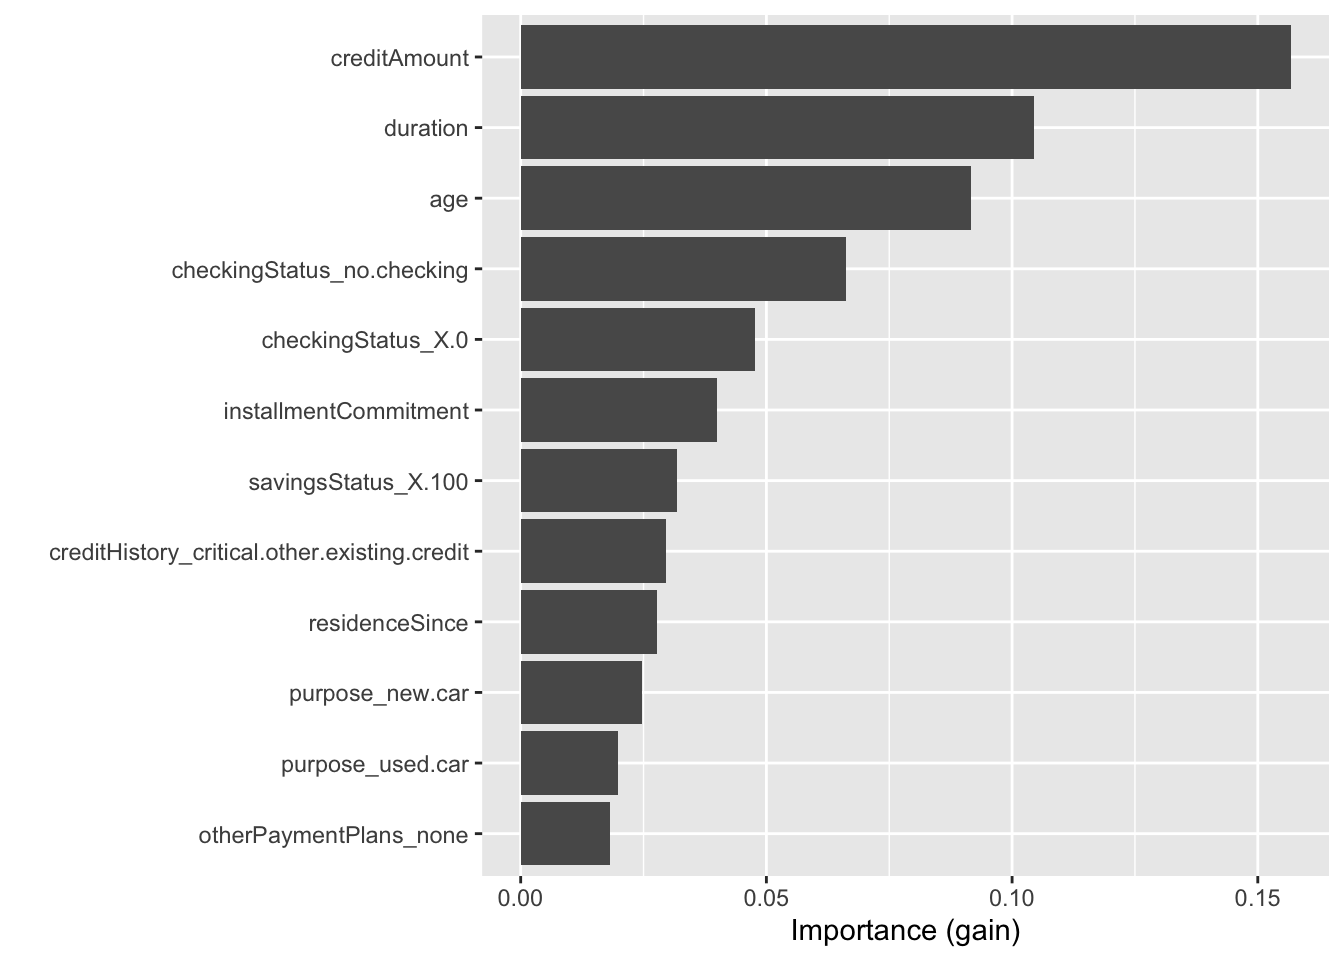 creditAmount
duration
age
checkingStatus_no.checking
checkingStatus_X.0
installmentCommitment
savingsStatus_X.100
creditHistory_critical.other.existing.credit
residenceSince
purpose_new.car
purpose_used.car
otherPaymentPlans_none
0.00 0.05 0.10 0.15
Importance (gain)